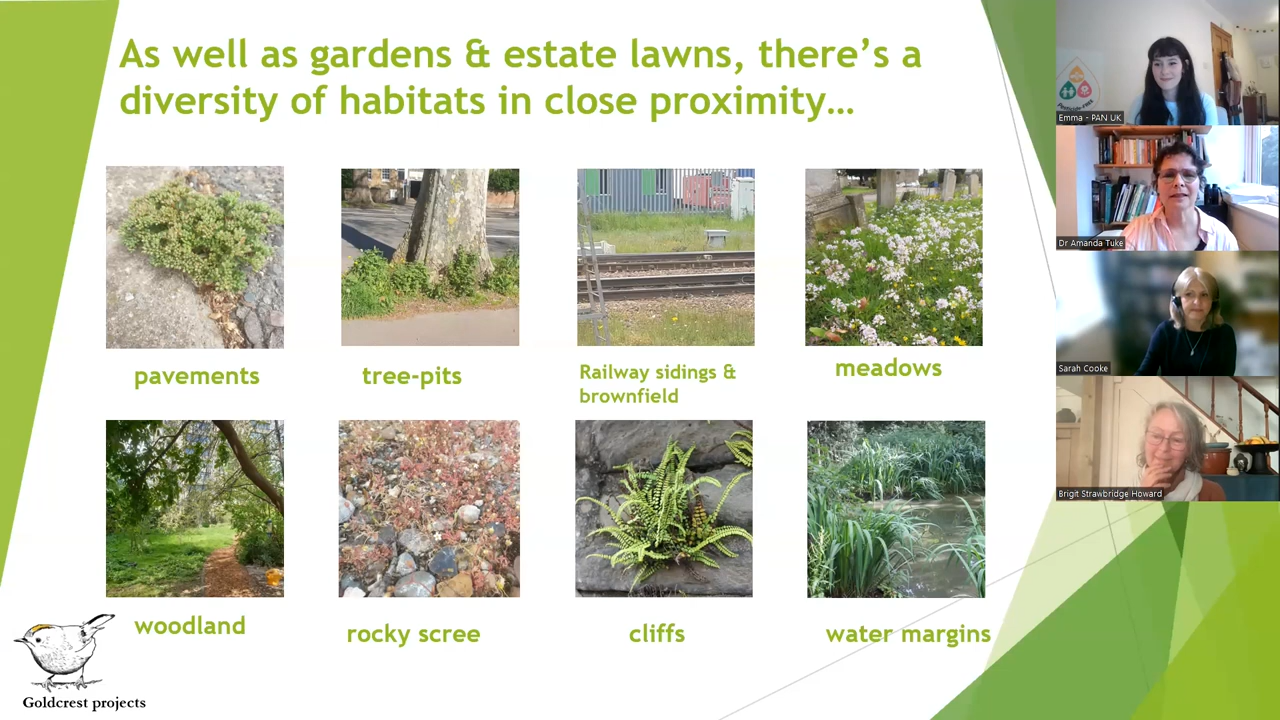 As well as gardens & estate lawns, there's a
diversity of habitats in close proximity...
pavements
tree-pits
Railway sidings &
brownfield
meadows
woodland
rocky scree
cliffs
water margins
Goldcrest projects
Pesticide-Free
Emma - PAN UK
Dr Amanda Tuke
Sarah Cooke
Brigit Strawbridge Howard